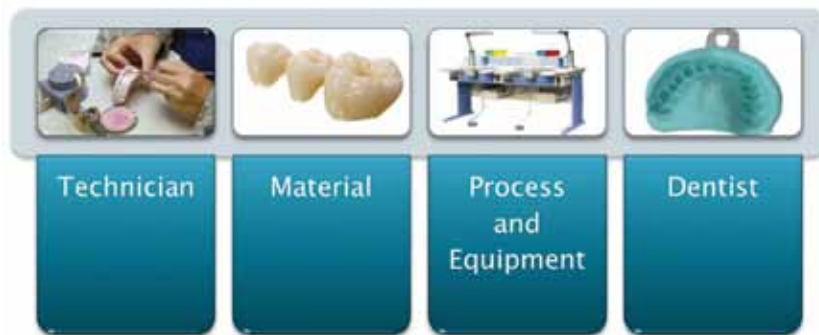 Technician
Material
Process
and
Equipment
Dentist